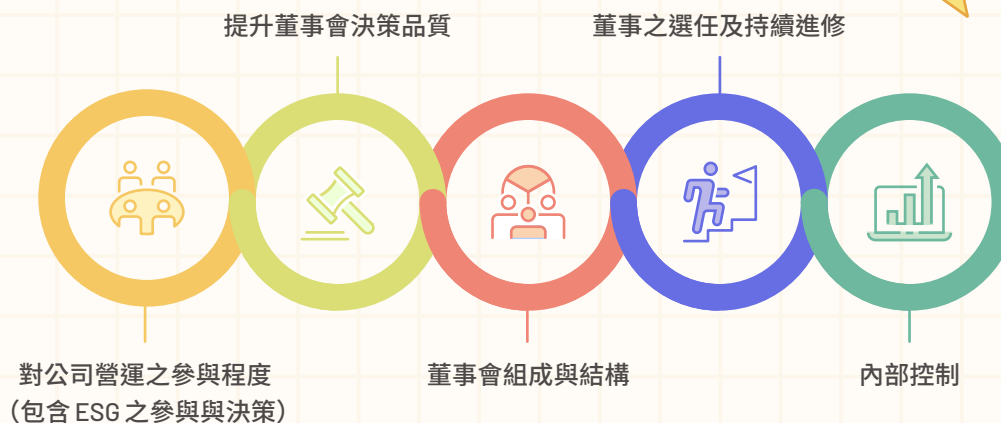 提升董事會決策品質
董事之選任及持續進修
對公司營運之參與程度
（包含 ESG 之參與與決策）
董事會組成與結構
內部控制